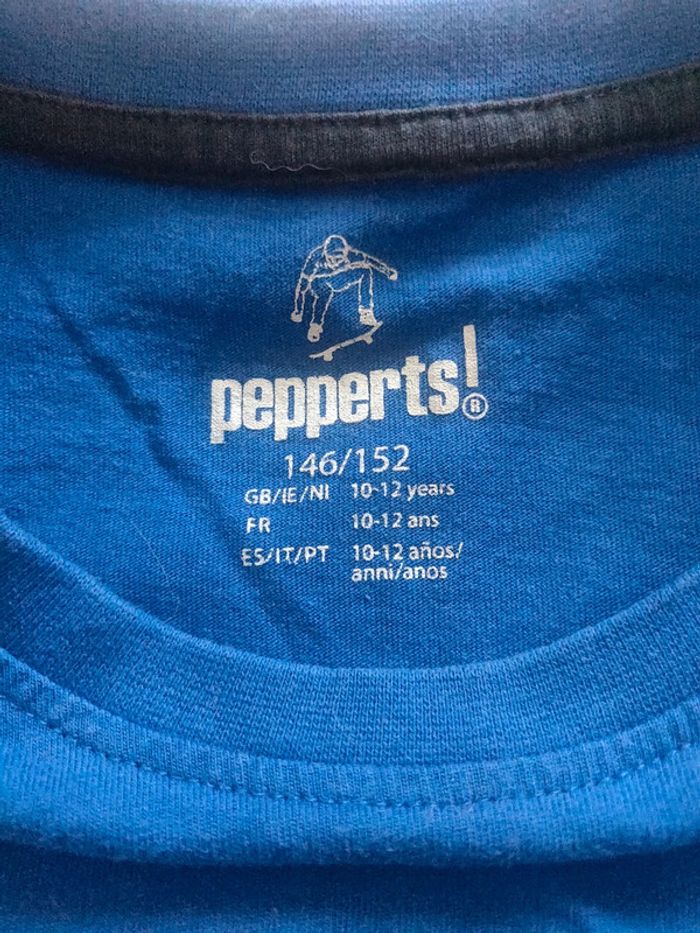 pepperts!®
146/152
GB/IE/NI 10-12 years
FR 10-12 ans
ES/IT/PT 10-12 años/
anni/anos